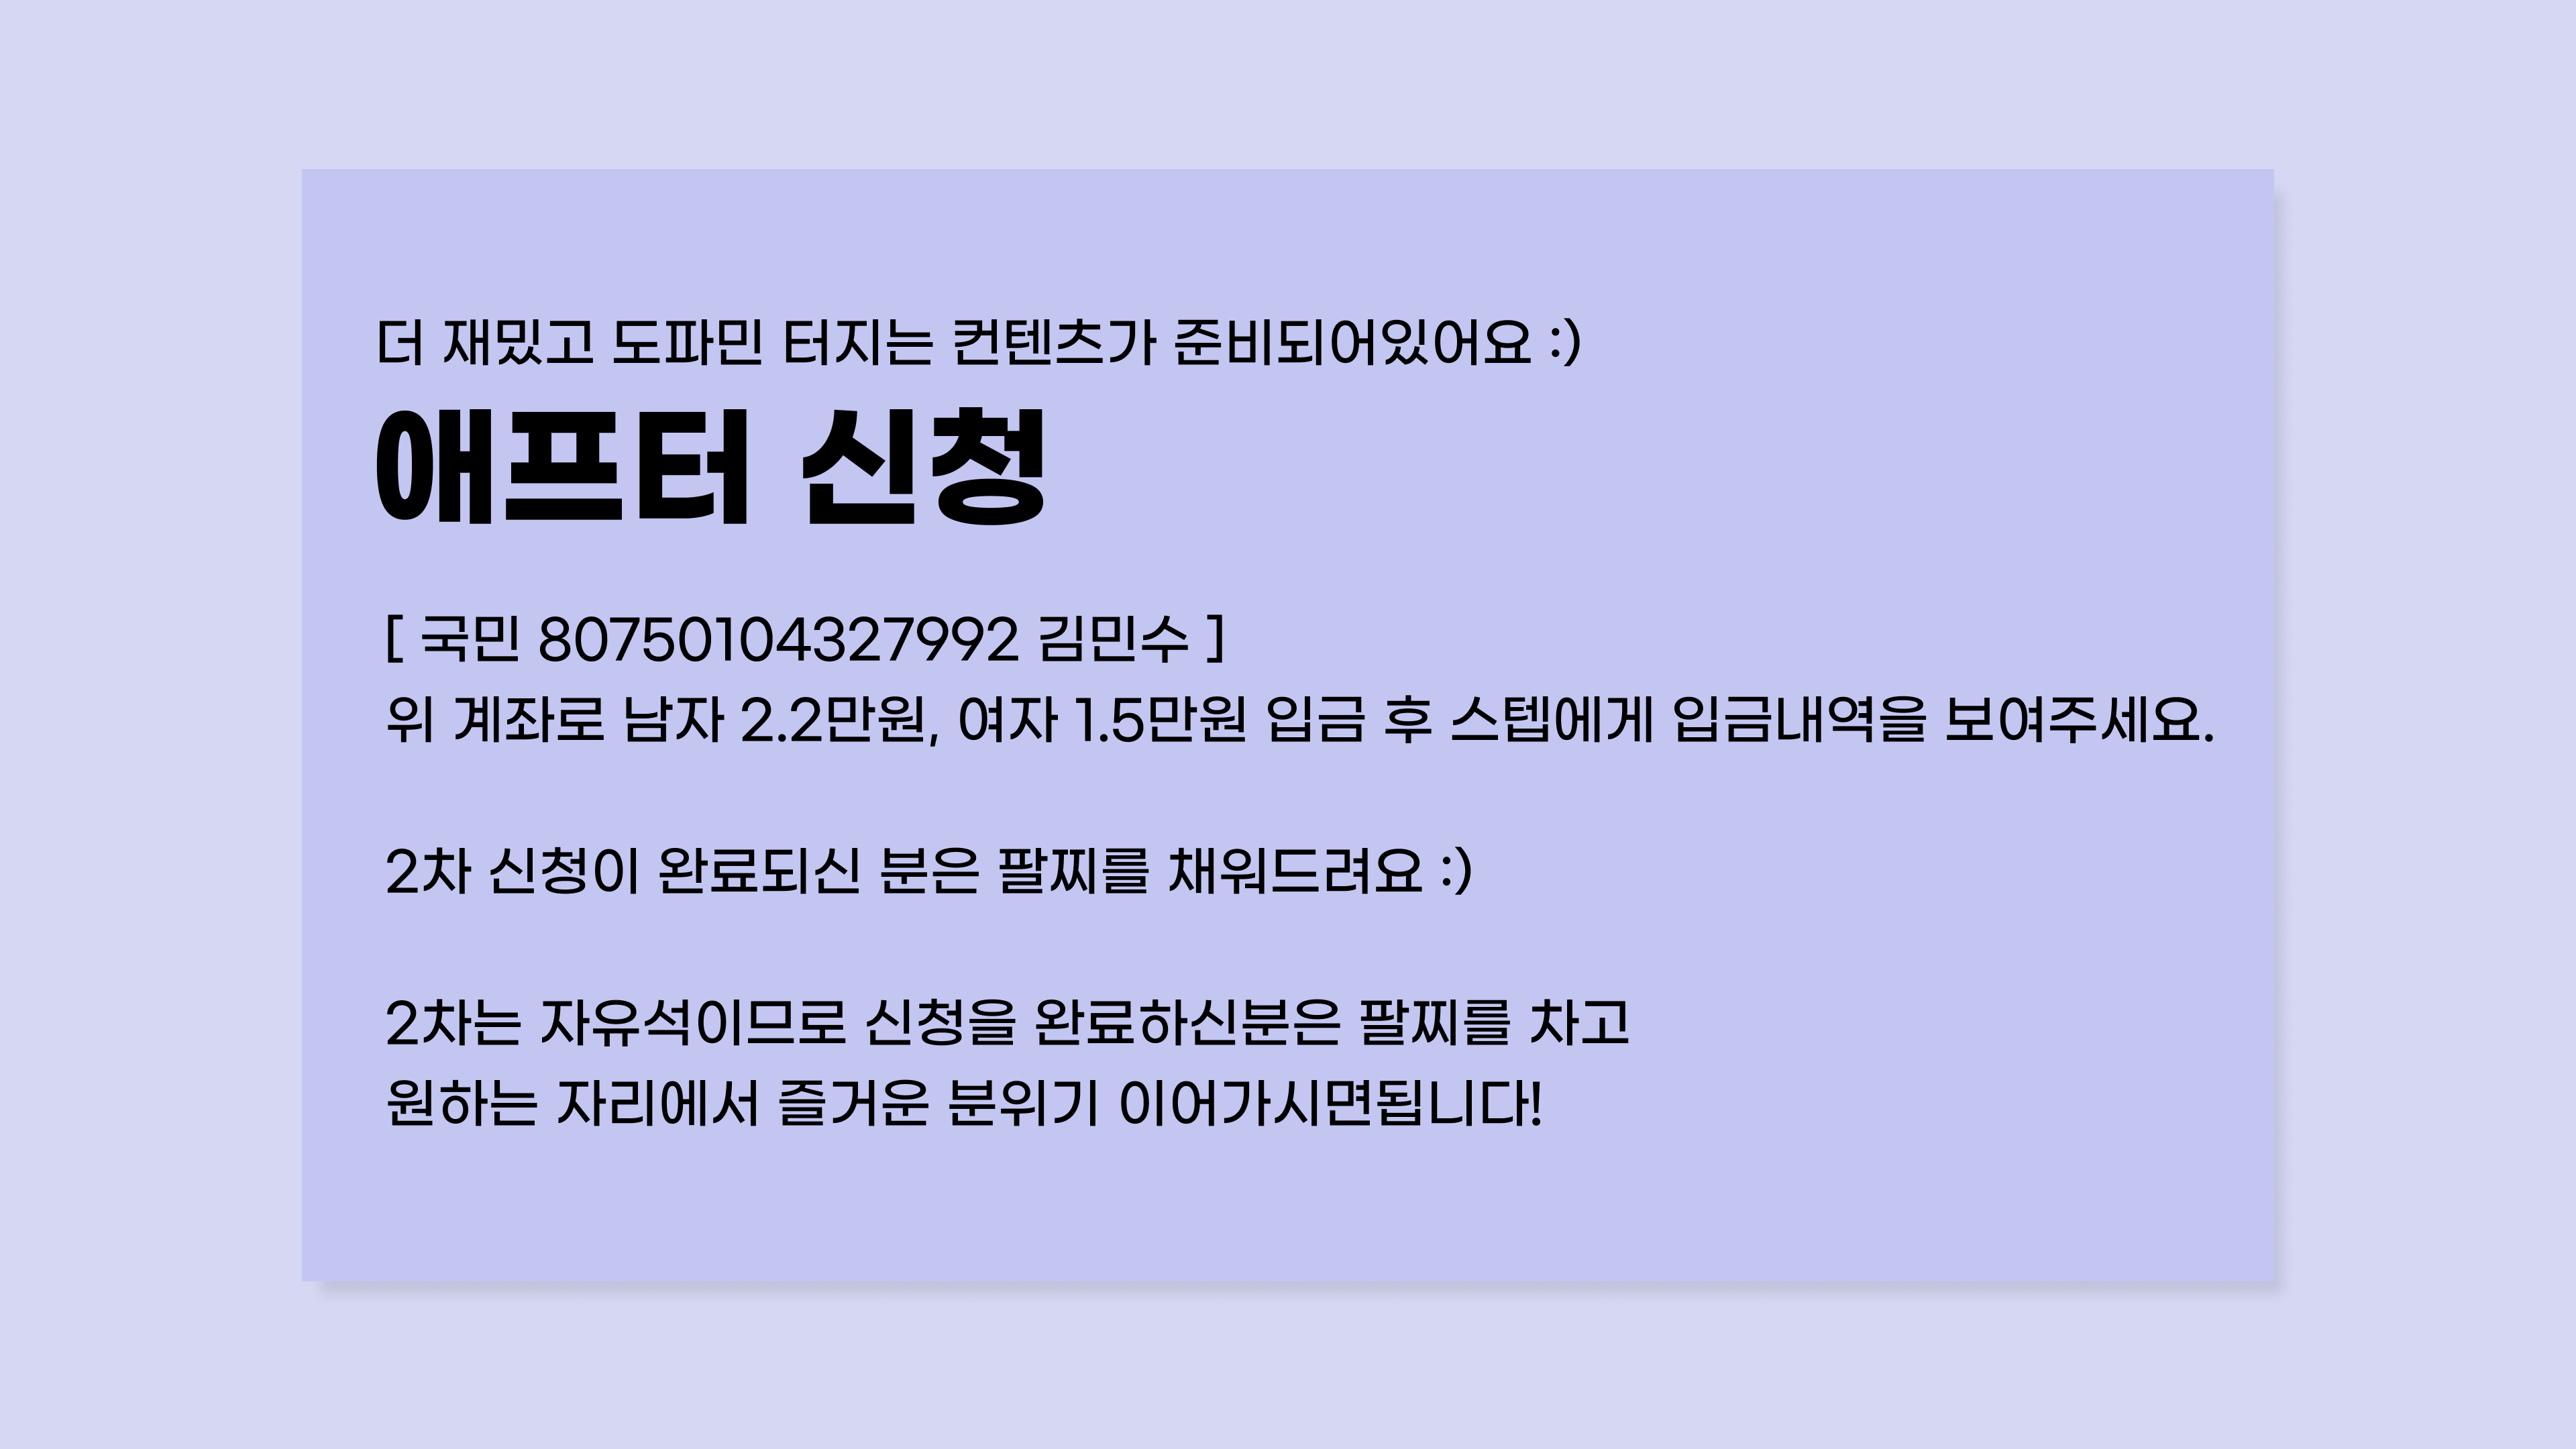 더 재밌고 도파민 터지는 컨텐츠가 준비되어있어요 :)
애프터 신청
[ 국민 80750104327992 김민수 ]
위 계좌로 남자 2.2만원, 여자 1.5만원 입금 후 스텝에게 입금내역을 보여주세요.
2차 신청이 완료되신 분은 팔찌를 채워드려요 :)
2차는 자유석이므로 신청을 완료하신분은 팔찌를 차고
원하는 자리에서 즐거운 분위기 이어가시면됩니다!